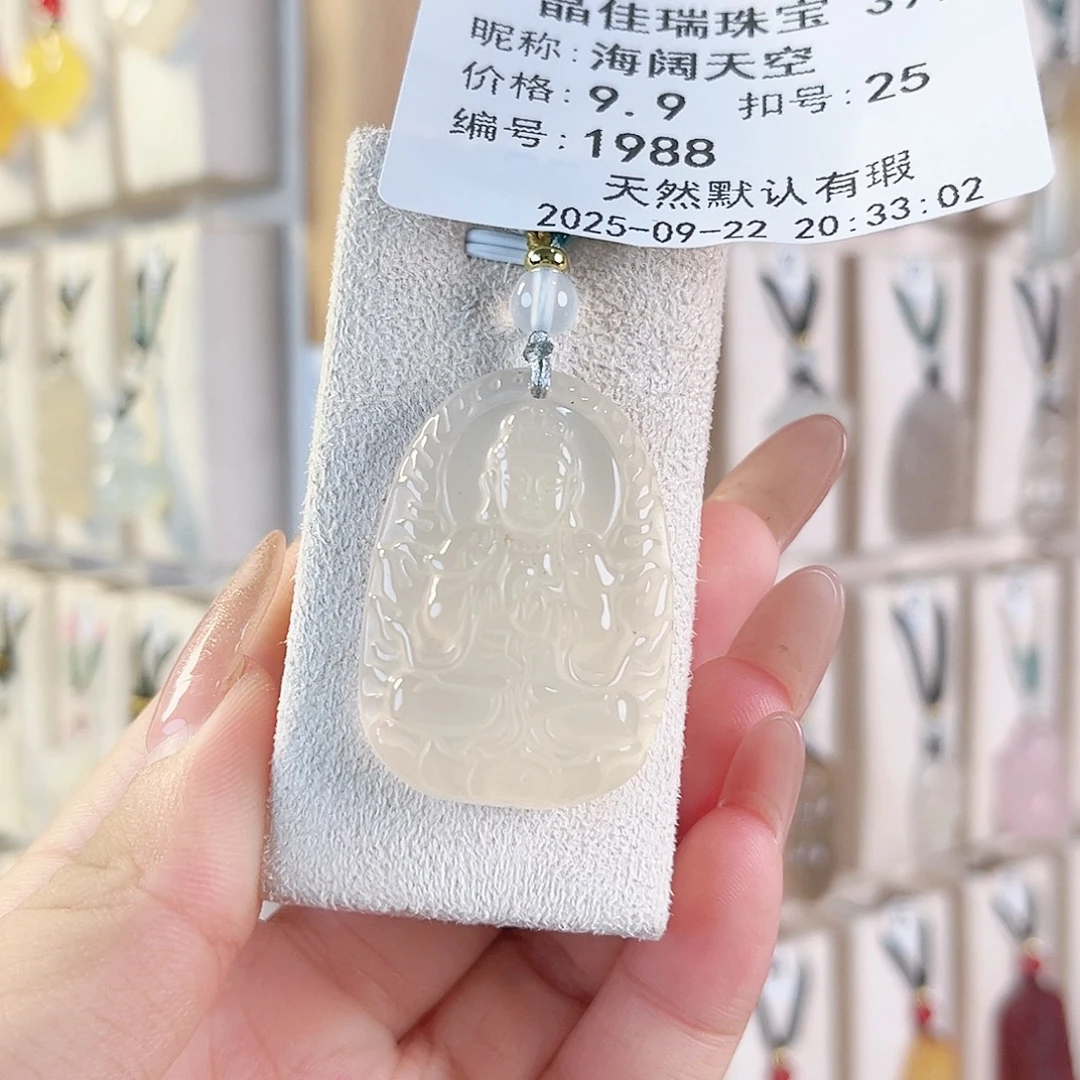 晶佳瑞珠宝
昵称:海阔天空
价格:9.9 扣号:25
编号:1988
天然默认有瑕
2025-09-22 20:33:02